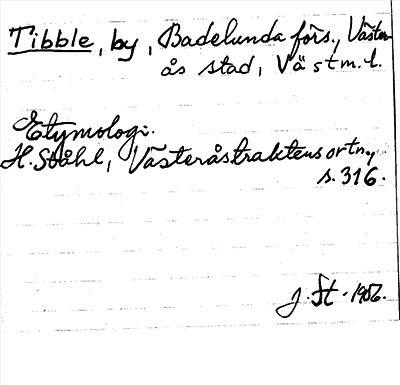 Tibble, by, Badelunda förs., Väster-
ås stad, Västm. l.
Etymologi.
H. Ståhl, Västeråstraktens ortn.,
s. 316.
J. St. 1986.